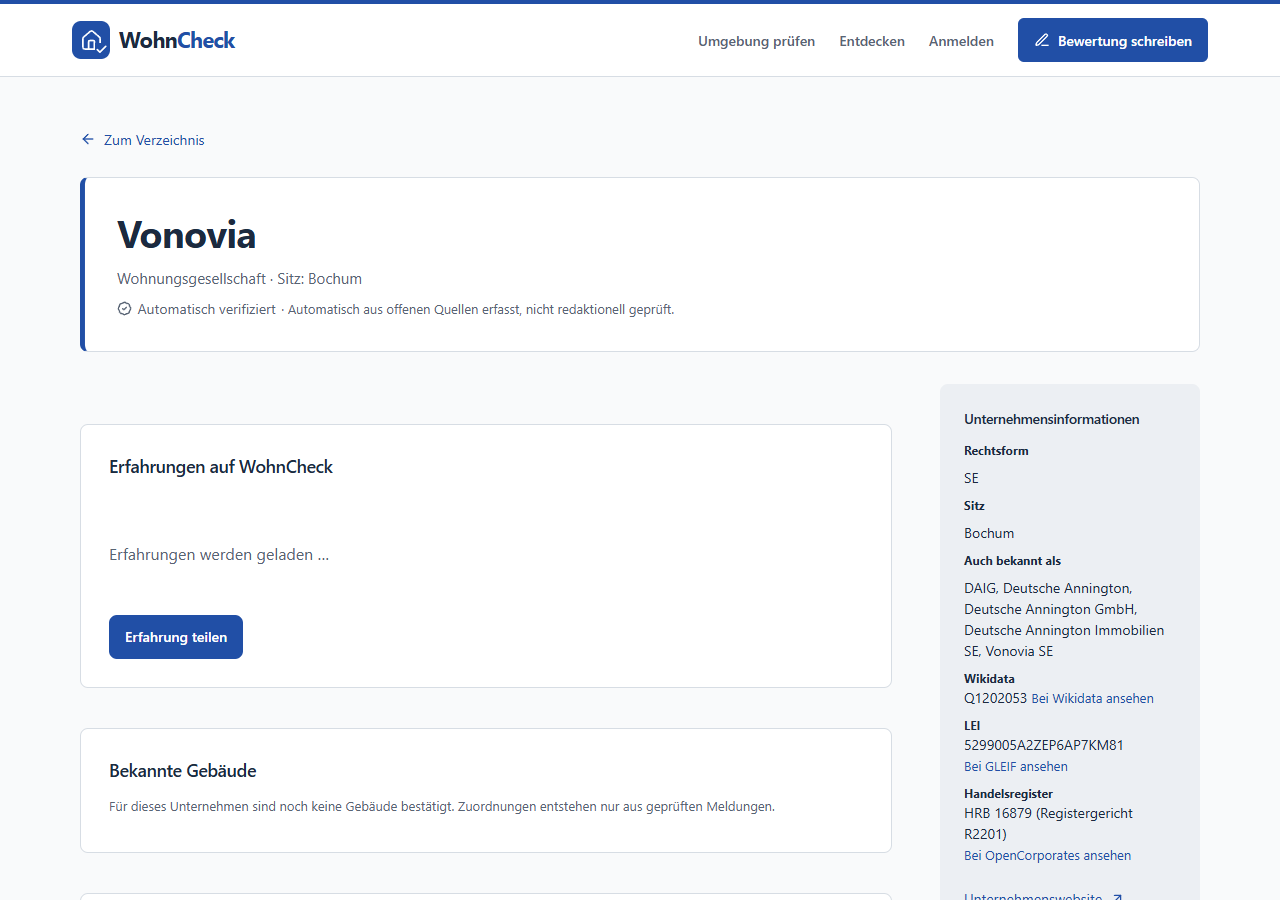 WohnCheck
Umgebung prüfen
Entdecken
Anmelden
Bewertung schreiben
Zum Verzeichnis
Vonovia
Wohnungsgesellschaft · Sitz: Bochum
Automatisch verifiziert · Automatisch aus offenen Quellen erfasst, nicht redaktionell geprüft.
Erfahrungen auf WohnCheck
Erfahrungen werden geladen …
Erfahrung teilen
Bekannte Gebäude
Für dieses Unternehmen sind noch keine Gebäude bestätigt. Zuordnungen entstehen nur aus geprüften Meldungen.
Unternehmensinformationen
Rechtsform
SE
Sitz
Bochum
Auch bekannt als
DAIG, Deutsche Annington,
Deutsche Annington GmbH,
Deutsche Annington Immobilien
SE, Vonovia SE
Wikidata
Q1202053 Bei Wikidata ansehen
LEI
5299005A2ZEP6AP7KM81
Bei GLEIF ansehen
Handelsregister
HRB 16879 (Registergericht
R2201)
Bei OpenCorporates ansehen
Unternehmenswebsite